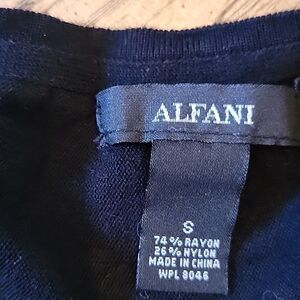 ALFANI
S
74% RAYON
26% NYLON
MADE IN CHINA
WPL 8046